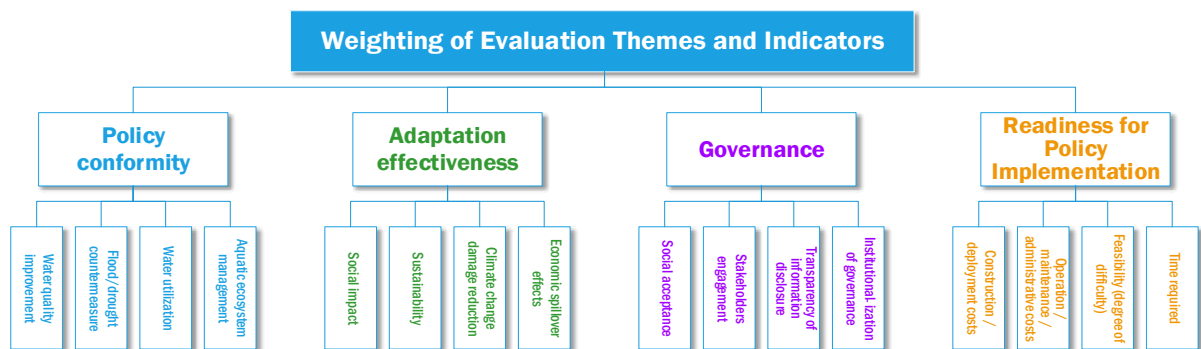 Weighting of Evaluation Themes and Indicators
Policy
conformity
Adaptation
effectiveness
Governance
Readiness for
Policy
Implementation
Water quality
improvement
Flood/ drought
countermeasure
Water utilization
Aquatic ecosystem
management
Social impact
Sustainability
Climate change
damage reduction
Economic spillover
effects
Social acceptance
Stakeholders
engagement
Transparency of
information
disclosure
Institutional- ization
of governance
Construction /
deployment costs
Operation /
maintenance /
administrative costs
Feasibility (degree of
difficulty)
Time required